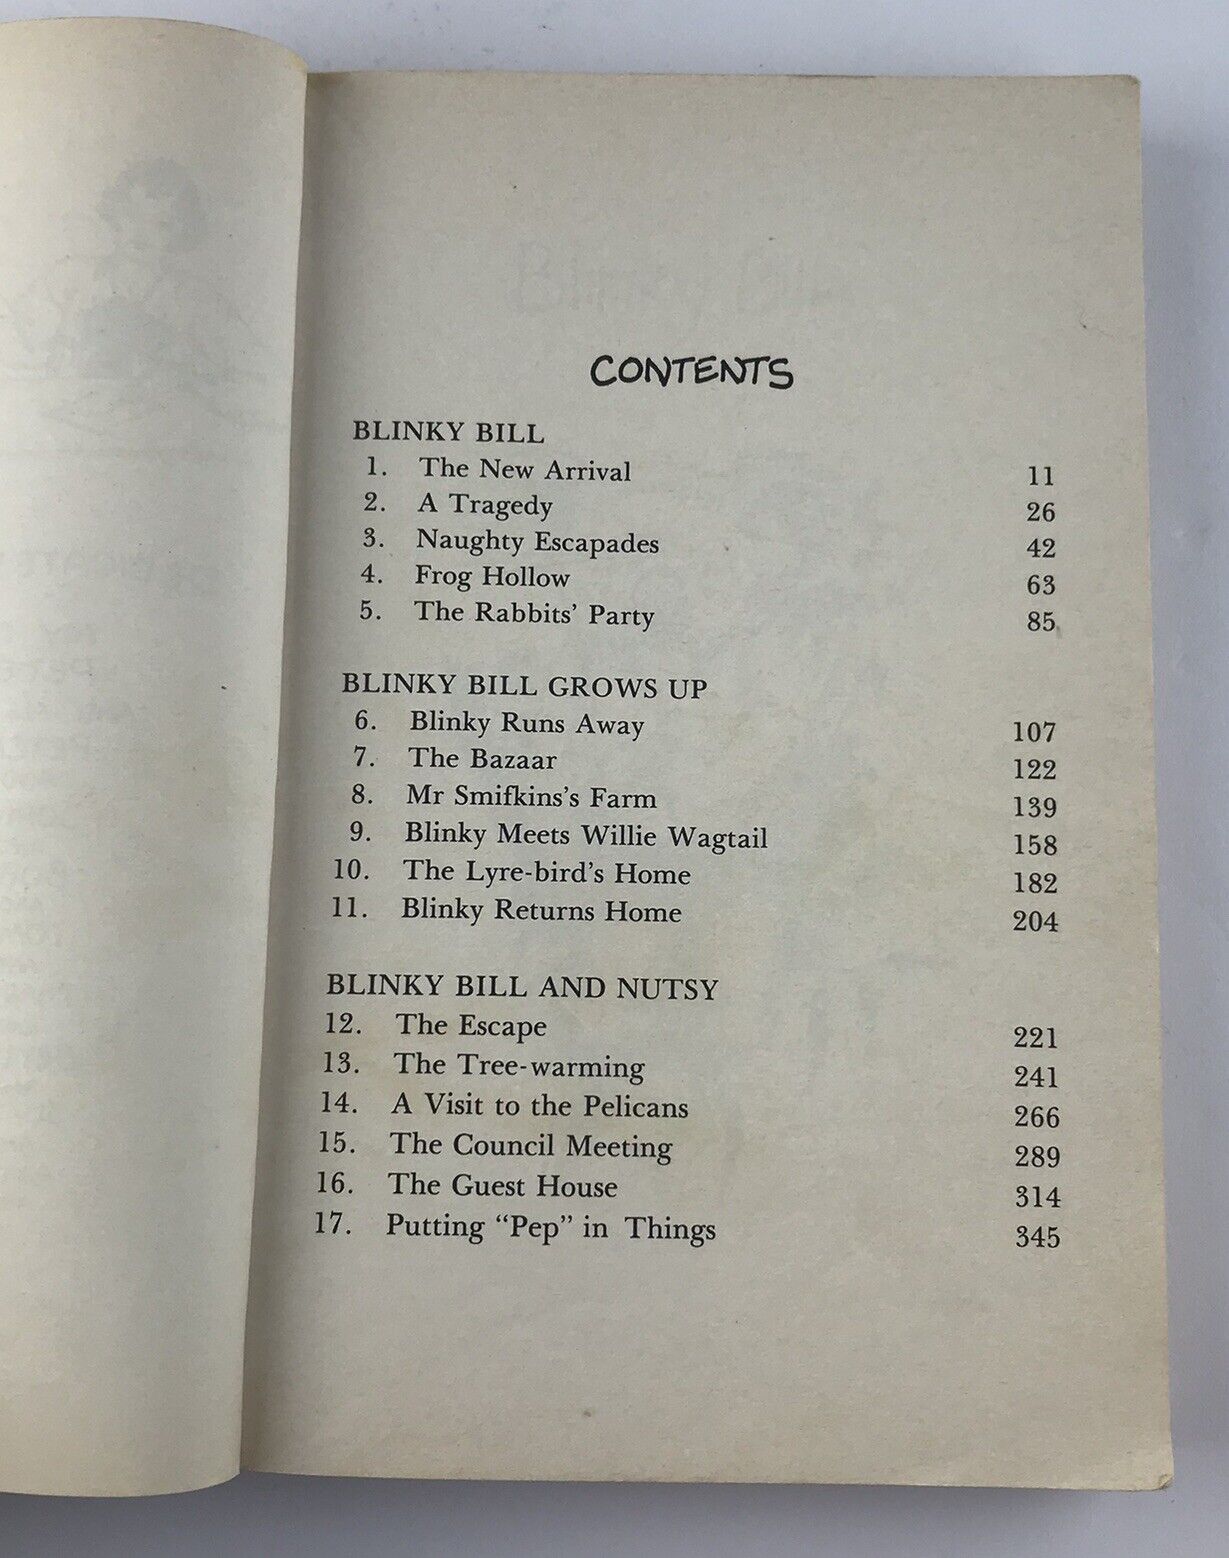 CONTENTS
BLINKY BILL
1. The New Arrival 11
2. A Tragedy 26
3. Naughty Escapades 42
4. Frog Hollow 63
5. The Rabbits' Party 85
BLINKY BILL GROWS UP
6. Blinky Runs Away 107
7. The Bazaar 122
8. Mr Smifkins's Farm 139
9. Blinky Meets Willie Wagtail 158
10. The Lyre-bird's Home 182
11. Blinky Returns Home 204
BLINKY BILL AND NUTSY
12. The Escape 221
13. The Tree-warming 241
14. A Visit to the Pelicans 266
15. The Council Meeting 289
16. The Guest House 314
17. Putting “Pep” in Things 345